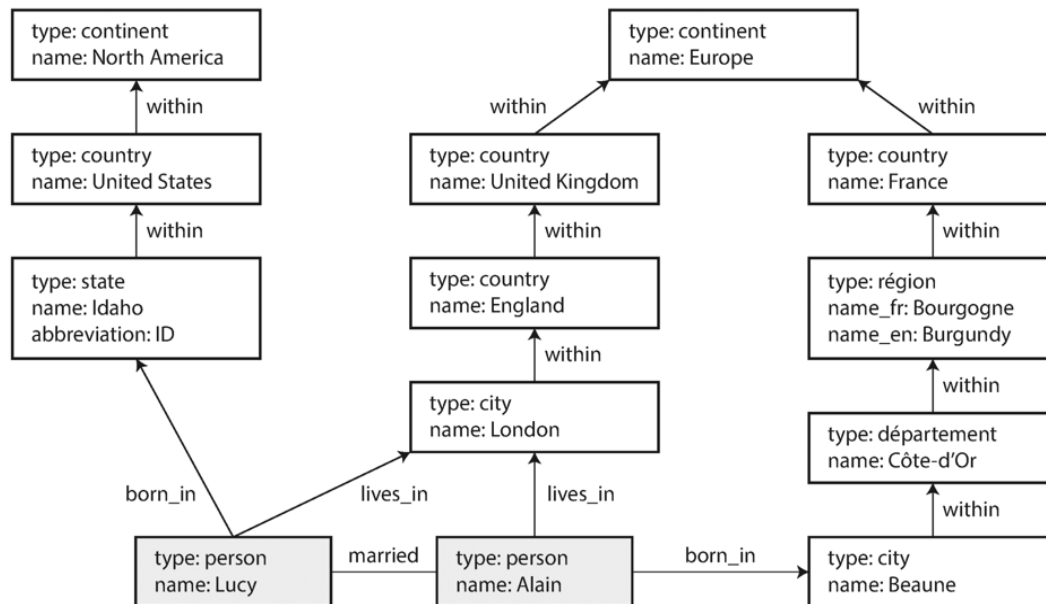 type: continent
name: North America
type: continent
name: Europe
within
within
within
type: country
name: United States
type: country
name: United Kingdom
type: country
name: France
within
within
within
type: state
name: Idaho
abbreviation: ID
type: country
name: England
type: région
name_fr: Bourgogne
name_en: Burgundy
within
within
type: city
name: London
type: département
name: Côte-d'Or
born_in
lives_in
lives_in
within
type: person
name: Lucy
married
type: person
name: Alain
born_in
type: city
name: Beaune